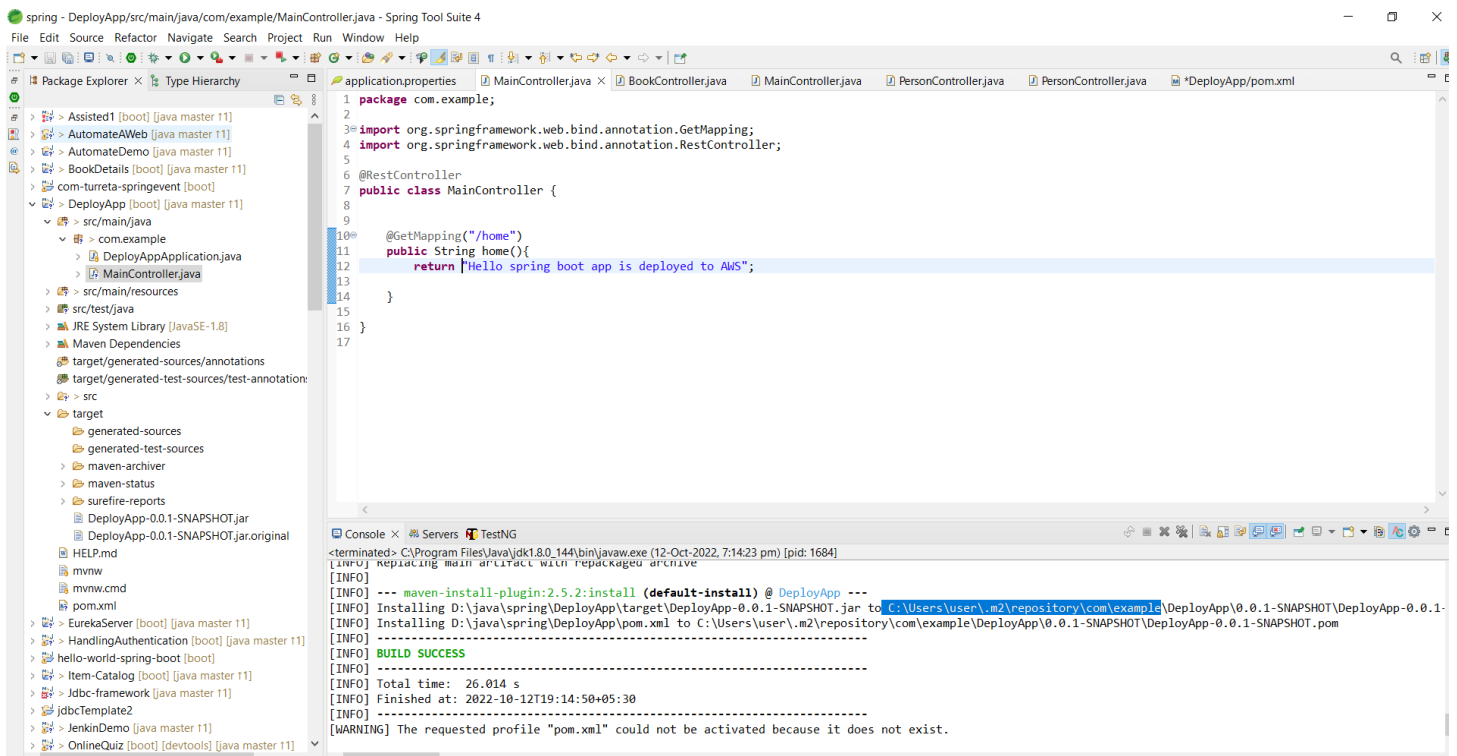 spring - DeployApp/src/main/java/com/example/MainController.java - Spring Tool Suite 4
File Edit Source Refactor Navigate Search Project Run Window Help
Package Explorer Type Hierarchy
> Assisted1 [boot] [java master ↑1]
> AutomateAWeb [java master ↑1]
> AutomateDemo [java master ↑1]
> BookDetails [boot] [java master ↑1]
com-turreta-springevent [boot]
> DeployApp [boot] [java master ↑1]
> src/main/java
> com.example
DeployAppApplication.java
MainController.java
> src/main/resources
src/test/java
JRE System Library [JavaSE-1.8]
Maven Dependencies
target/generated-sources/annotations
target/generated-test-sources/test-annotation
> src
target
generated-sources
generated-test-sources
maven-archiver
maven-status
surefire-reports
DeployApp-0.0.1-SNAPSHOT.jar
DeployApp-0.0.1-SNAPSHOT.jar.original
HELP.md
mvnw
mvnw.cmd
pom.xml
> EurekaServer [boot] [java master ↑1]
> HandlingAuthentication [boot] [java master ↑1]
hello-world-spring-boot [boot]
> Item-Catalog [boot] [java master ↑1]
> Jdbc-framework [java master ↑1]
jdbcTemplate2
> JenkinDemo [java master ↑1]
> OnlineQuiz [boot] [devtools] [java master ↑1]
application.properties MainController.java BookController.java MainController.java PersonController.java PersonController.java *DeployApp/pom.xml
1 package com.example;
2
3 import org.springframework.web.bind.annotation.GetMapping;
4 import org.springframework.web.bind.annotation.RestController;
5
6 @RestController
7 public class MainController {
8
9
10 @GetMapping("/home")
11 public String home(){
12 return "Hello spring boot app is deployed to AWS";
13
14 }
15
16 }
17
Console Servers TestNG
<terminated> C:\Program Files\Java\jdk1.8.0_144\bin\javaw.exe (12-Oct-2022, 7:14:23 pm) [pid: 1684]
[INFO] Replacing main artifact with repackaged archive
[INFO]
[INFO] --- maven-install-plugin:2.5.2:install (default-install) @ DeployApp ---
[INFO] Installing D:\java\spring\DeployApp\target\DeployApp-0.0.1-SNAPSHOT.jar to C:\Users\user\.m2\repository\com\example\DeployApp\0.0.1-SNAPSHOT\DeployApp-0.0.1-
[INFO] Installing D:\java\spring\DeployApp\pom.xml to C:\Users\user\.m2\repository\com\example\DeployApp\0.0.1-SNAPSHOT\DeployApp-0.0.1-SNAPSHOT.pom
[INFO] ------------------------------------------------------------------------
[INFO] BUILD SUCCESS
[INFO] ------------------------------------------------------------------------
[INFO] Total time: 26.014 s
[INFO] Finished at: 2022-10-12T19:14:50+05:30
[INFO] ------------------------------------------------------------------------
[WARNING] The requested profile "pom.xml" could not be activated because it does not exist.